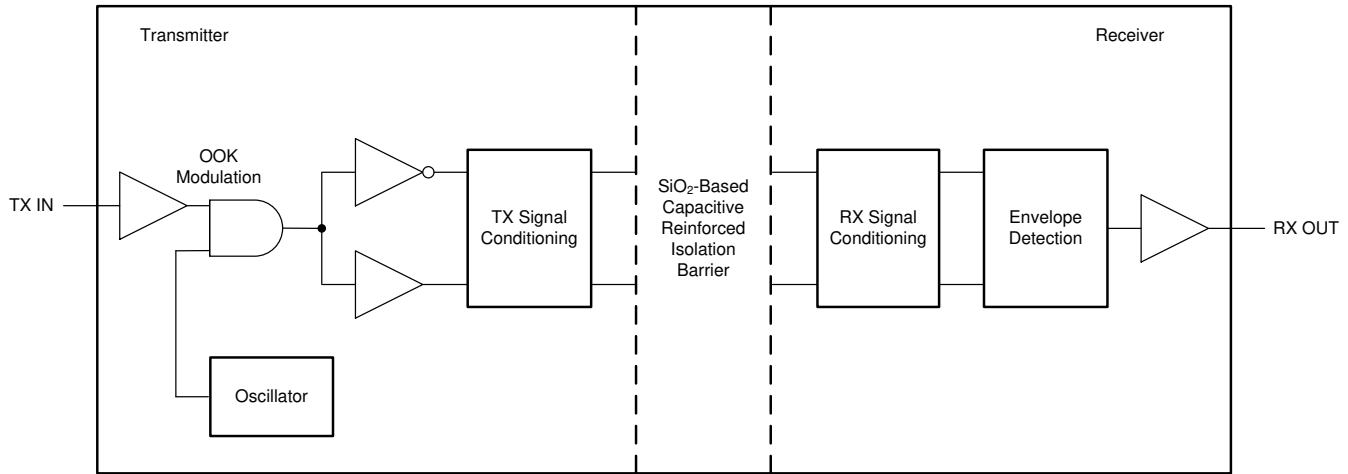 Transmitter
Receiver
OOK
Modulation
TX IN
TX Signal
Conditioning
SiO₂-Based
Capacitive
Reinforced
Isolation
Barrier
RX Signal
Conditioning
Envelope
Detection
RX OUT
Oscillator